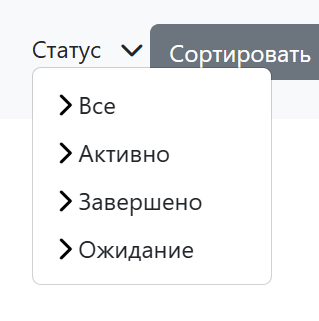 Статус
Сортировать
Все
Активно
Завершено
Ожидание